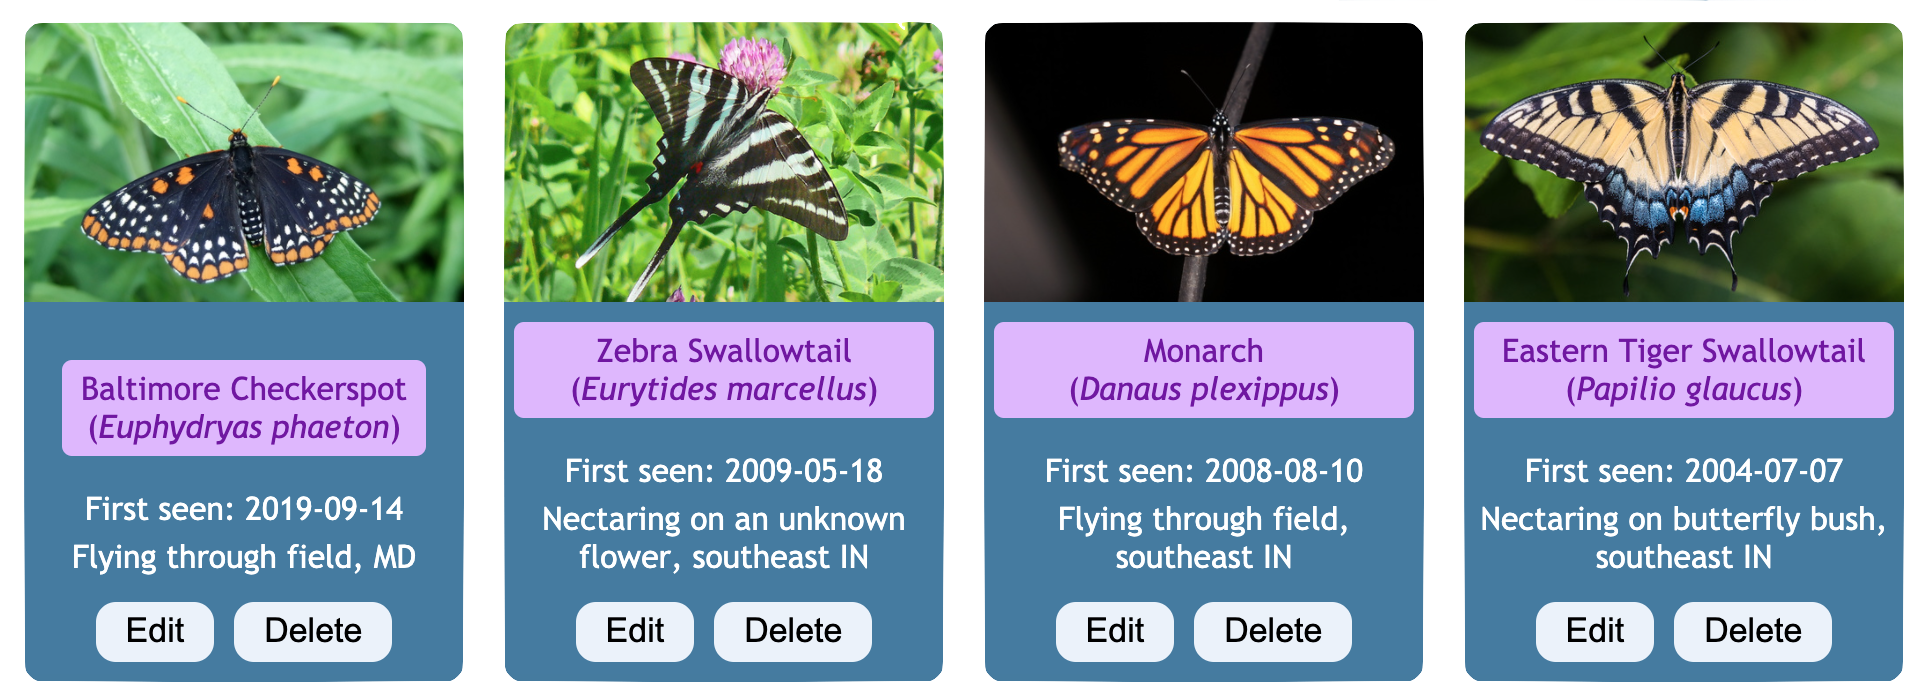 Baltimore Checkerspot
(Euphydryas phaeton)
First seen: 2019-09-14
Flying through field, MD
Edit
Delete
Zebra Swallowtail
(Eurytides marcellus)
First seen: 2009-05-18
Nectaring on an unknown
flower, southeast IN
Edit
Delete
Monarch
(Danaus plexippus)
First seen: 2008-08-10
Flying through field,
southeast IN
Edit
Delete
Eastern Tiger Swallowtail
(Papilio glaucus)
First seen: 2004-07-07
Nectaring on butterfly bush,
southeast IN
Edit
Delete